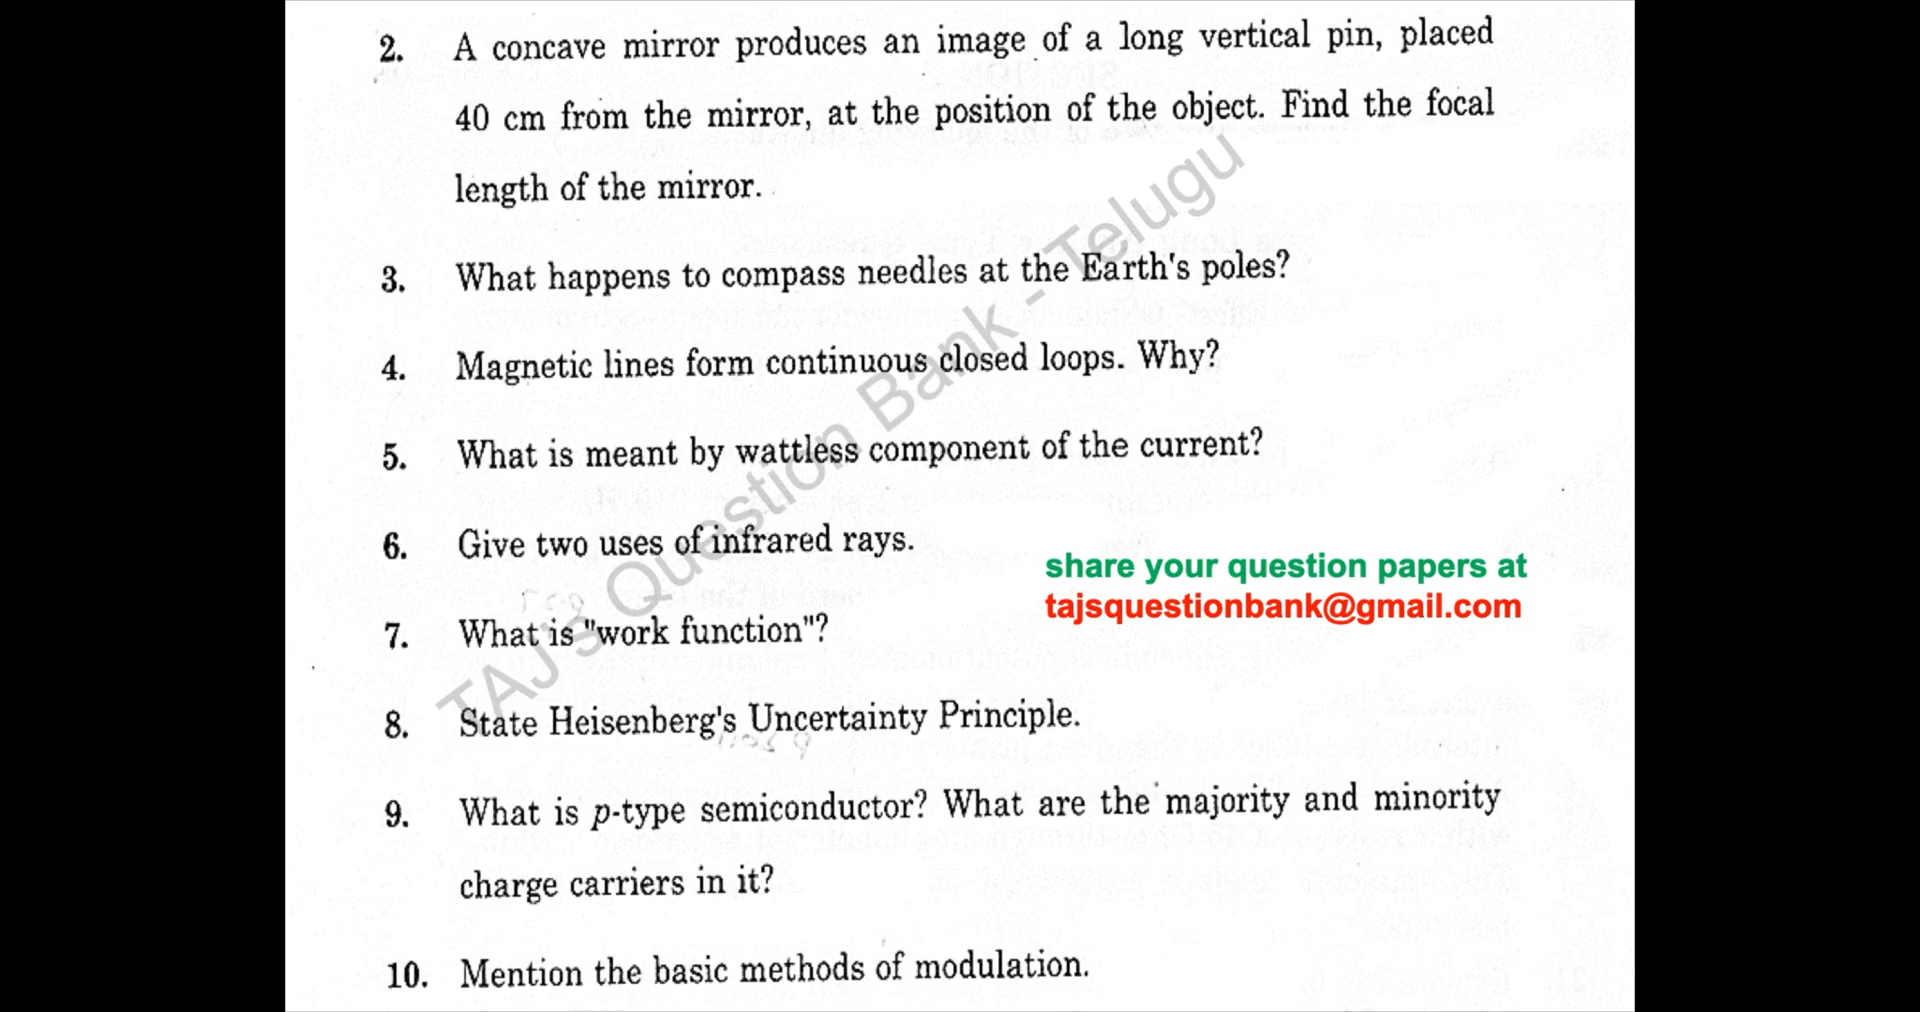 2. A concave mirror produces an image of a long vertical pin, placed
40 cm from the mirror, at the position of the object. Find the focal
length of the mirror.
3. What happens to compass needles at the Earth's poles?
4. Magnetic lines form continuous closed loops. Why?
5. What is meant by wattless component of the current?
6. Give two uses of infrared rays.
share your question papers at
tajsquestionbank@gmail.com
7. What is "work function"?
8. State Heisenberg's Uncertainty Principle.
9. What is p-type semiconductor? What are the majority and minority
charge carriers in it?
10. Mention the basic methods of modulation.
TAJ's Question Bank - Telugu